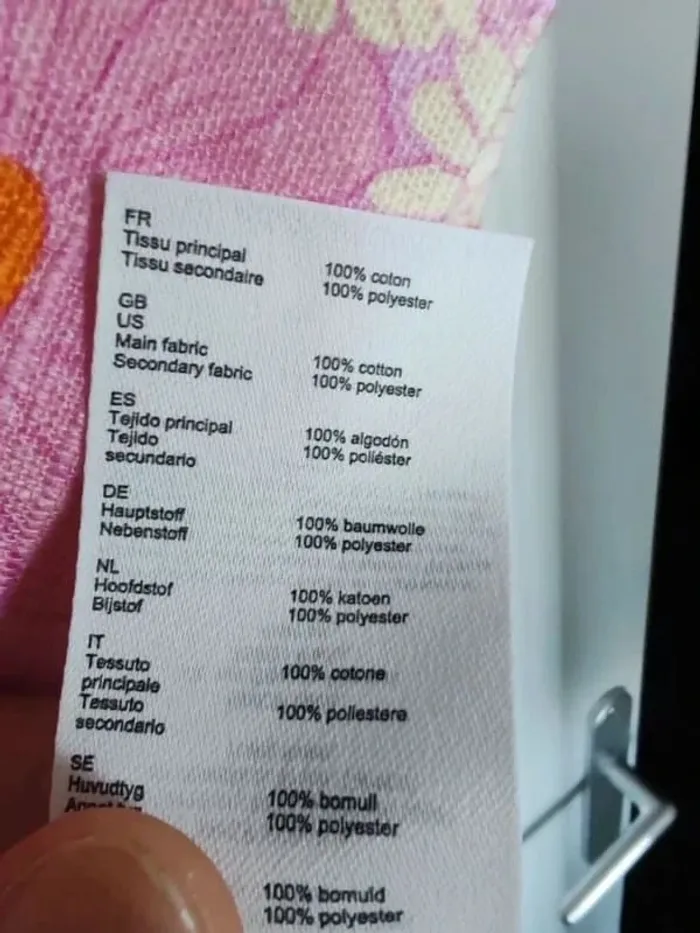 FR
Tissu principal 100% coton
Tissu secondaire 100% polyester
GB
US
Main fabric 100% cotton
Secondary fabric 100% polyester
ES
Tejido principal 100% algodón
Tejido 100% poliéster
secundario
DE
Hauptstoff 100% baumwolle
Nebenstoff 100% polyester
NL
Hoofdstof 100% katoen
Bijstof 100% polyester
IT
Tessuto 100% cotone
principale
Tessuto 100% poliestere
secondario
SE
Huvudtyg 100% bomull
100% polyester
100% bomuld
100% polyester